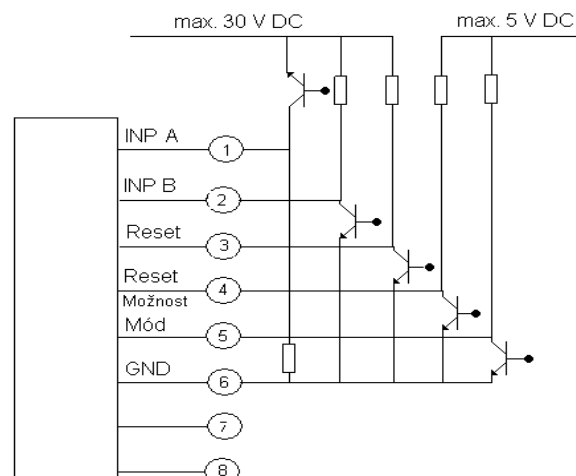 max. 30 V DC
max. 5 V DC
INP A
1
INP B
2
Reset
3
Reset
4
Možnost
Mód
5
GND
6
7
8